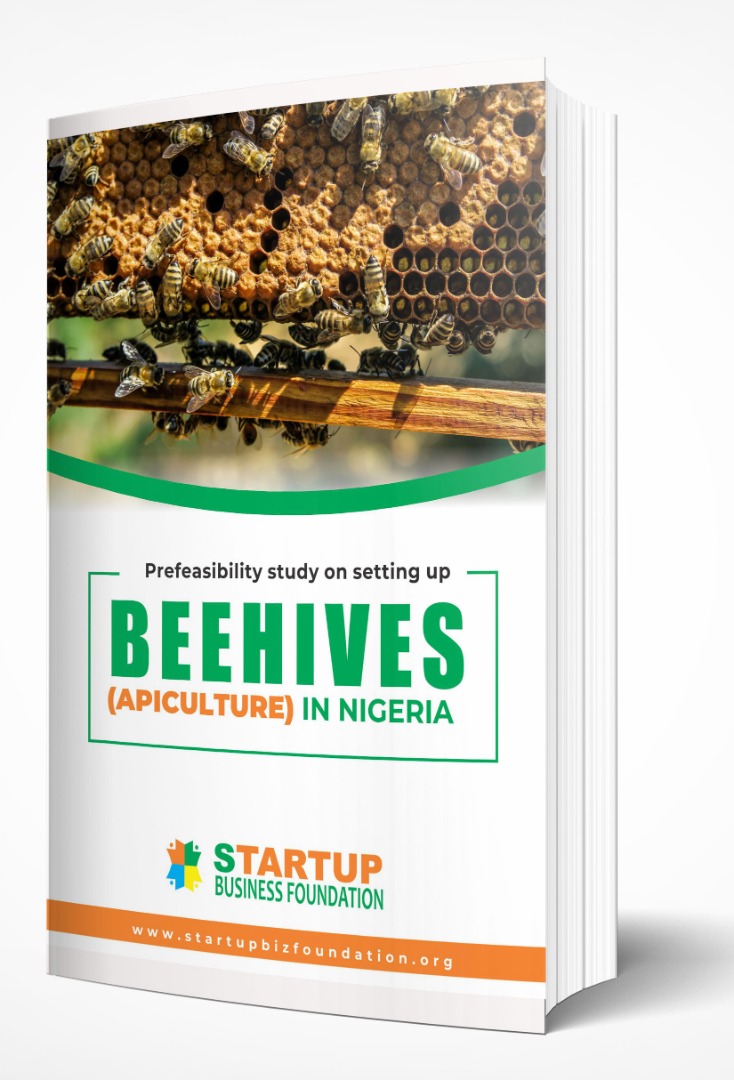 Prefeasibility study on setting up
BEEHIVES
(APICULTURE) IN NIGERIA
STARTUP
BUSINESS FOUNDATION
www.startupbizfoundation.org